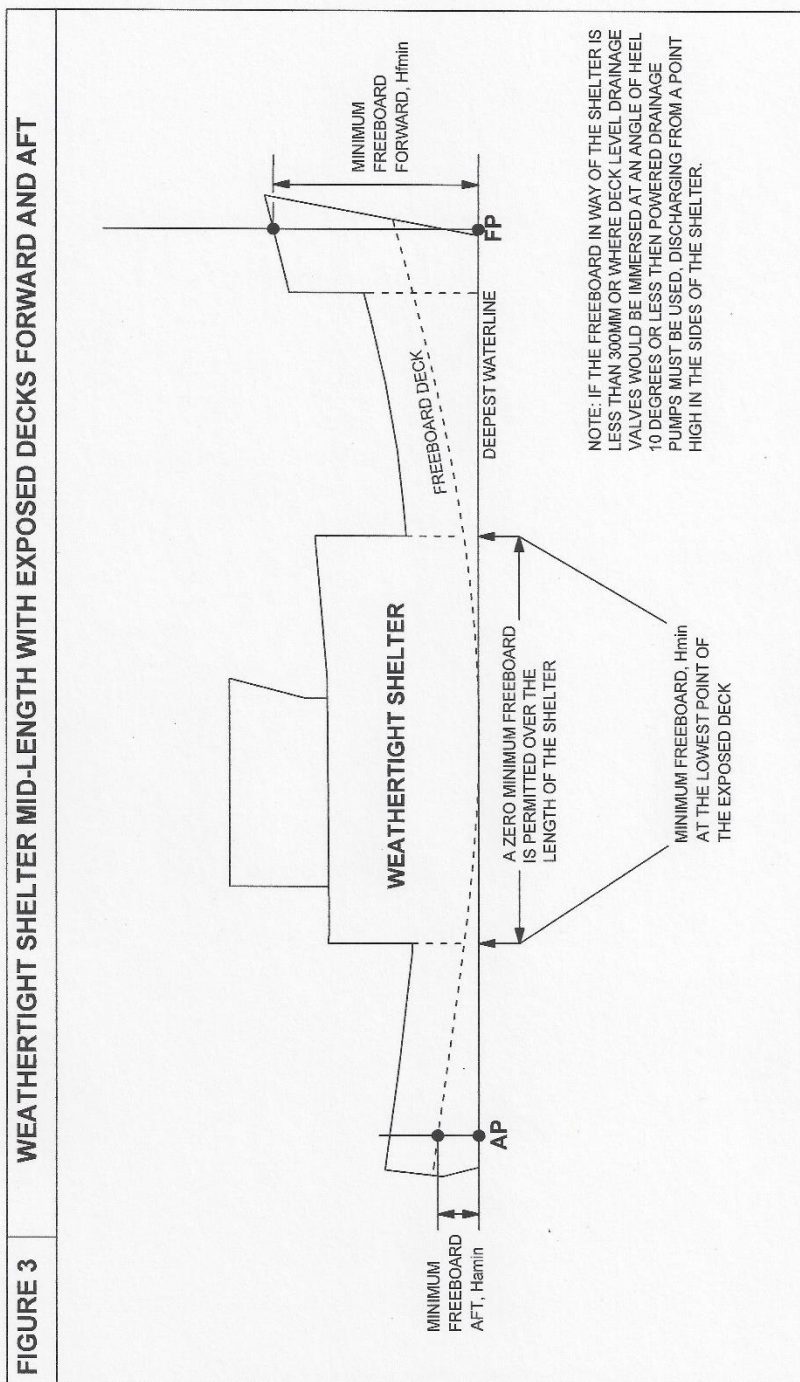 FIGURE 3
WEATHERTIGHT SHELTER MID-LENGTH WITH EXPOSED DECKS FORWARD AND AFT
MINIMUM
FREEBOARD
FORWARD, Hfmin
FP
FREEBOARD DECK
DEEPEST WATERLINE
WEATHERTIGHT SHELTER
A ZERO MINIMUM FREEBOARD
IS PERMITTED OVER THE
LENGTH OF THE SHELTER
MINIMUM FREEBOARD, Hmin
AT THE LOWEST POINT OF
THE EXPOSED DECK
AP
MINIMUM
FREEBOARD
AFT, Hamin
NOTE: IF THE FREEBOARD IN WAY OF THE SHELTER IS
LESS THAN 300MM OR WHERE DECK LEVEL DRAINAGE
VALVES WOULD BE IMMERSED AT AN ANGLE OF HEEL
10 DEGREES OR LESS THEN POWERED DRAINAGE
PUMPS MUST BE USED, DISCHARGING FROM A POINT
HIGH IN THE SIDES OF THE SHELTER.